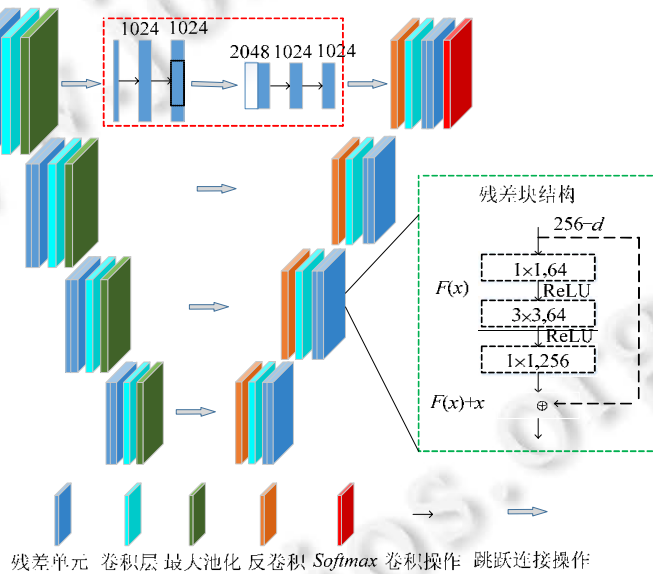 1024
1024
2048 1024 1024
残差块结构
256-d
1×1,64
ReLU
F(x)
3×3,64
ReLU
1×1,256
F(x)+x
⊕
残差单元 卷积层 最大池化 反卷积 Softmax 卷积操作 跳跃连接操作